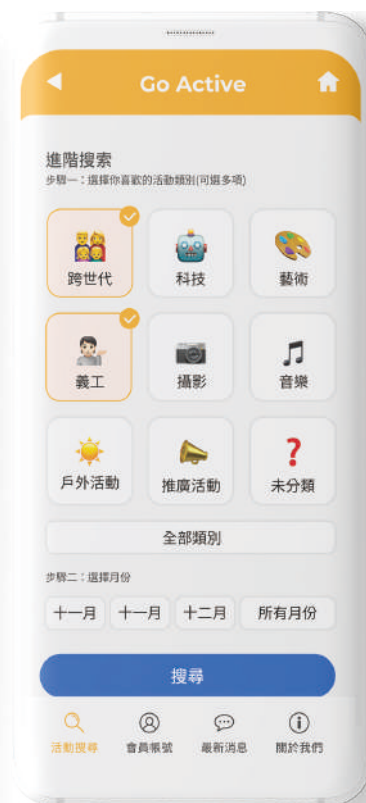 Go Active
進階搜索
步驟一：選擇你喜歡的活動類別(可選多項)
跨世代 科技 藝術
義工 攝影 音樂
戶外活動 推廣活動 未分類
全部類別
步驟二：選擇月份
十一月 十一月 十二月 所有月份
搜尋
活動搜尋 會員帳號 最新消息 關於我們